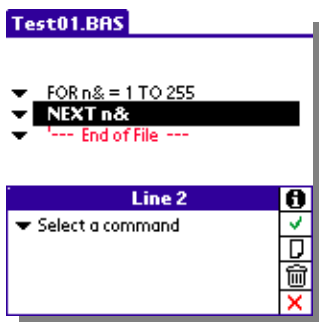 Test01.BAS
FOR n& = 1 TO 255
NEXT n&
'--- End of File ---
Line 2
Select a command